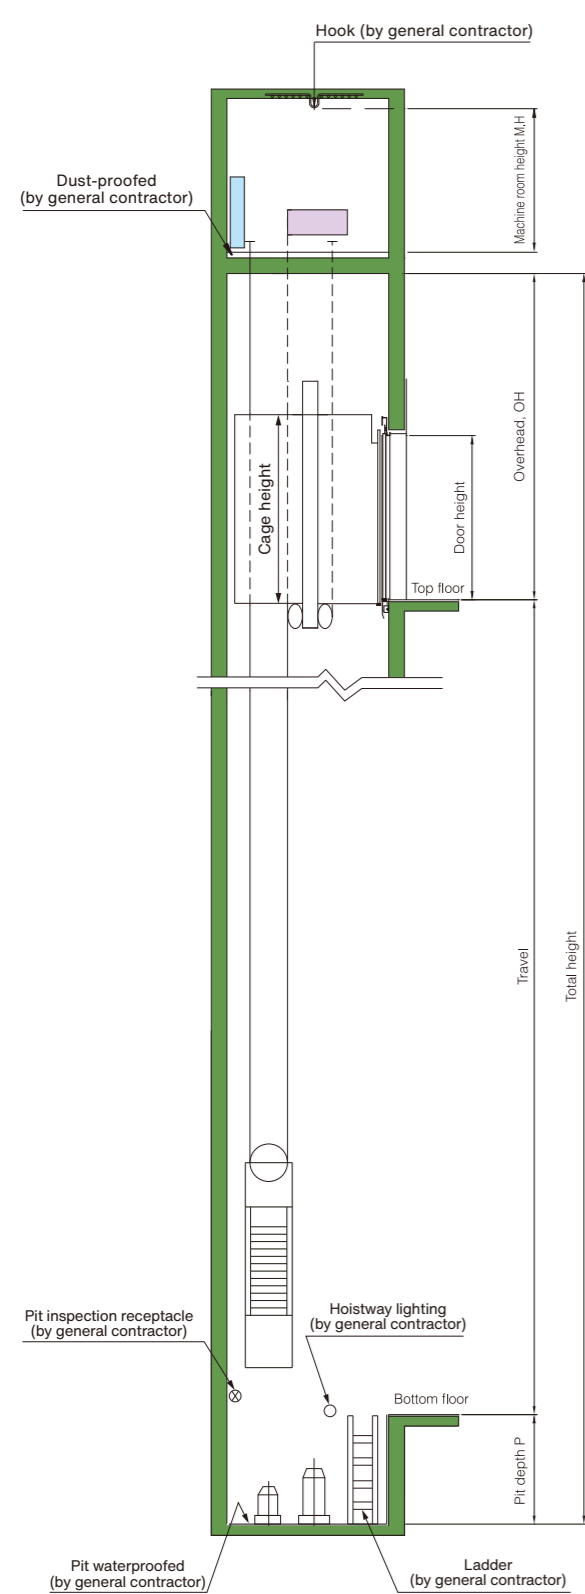 Hook (by general contractor)
Machine room height M.H
Dust-proofed
(by general contractor)
Overhead, OH
Cage height
Door height
Top floor
Travel
Total height
Pit inspection receptacle
(by general contractor)
Hoistway lighting
(by general contractor)
Bottom floor
Pit depth P
Pit waterproofed
(by general contractor)
Ladder
(by general contractor)